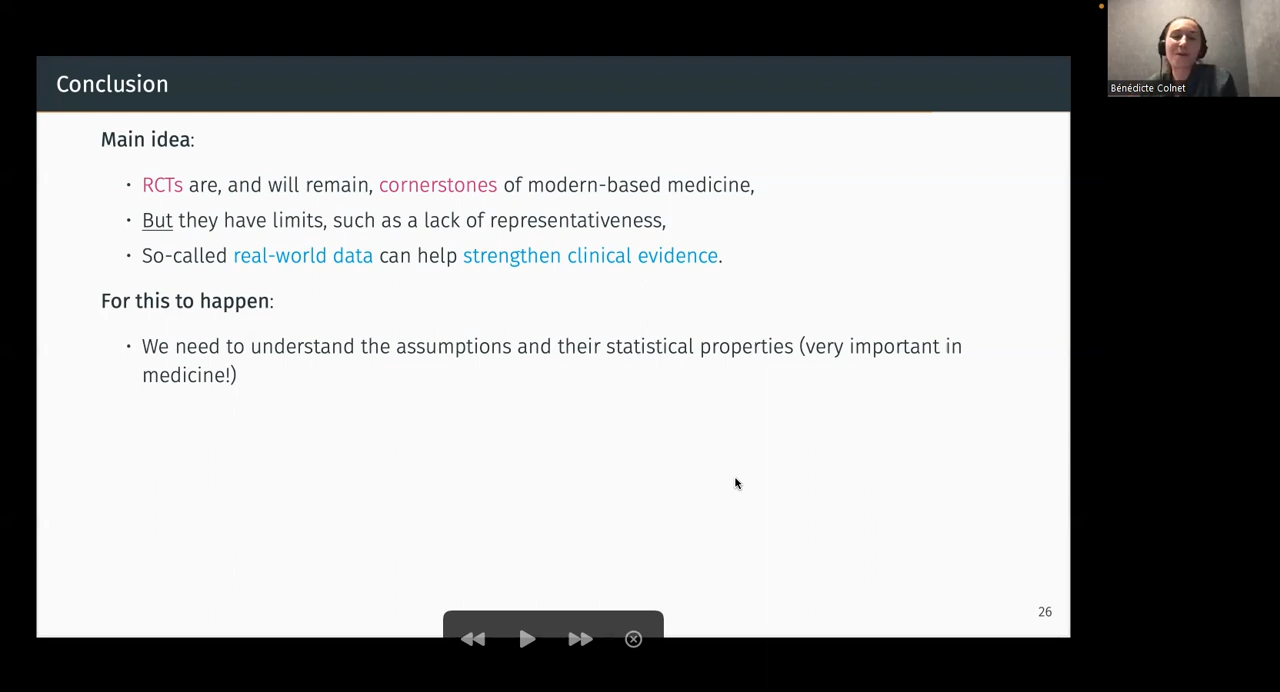 Conclusion
Main idea:
• RCTs are, and will remain, cornerstones of modern-based medicine,
• But they have limits, such as a lack of representativeness,
• So-called real-world data can help strengthen clinical evidence.
For this to happen:
• We need to understand the assumptions and their statistical properties (very important in
medicine!)
26
Bénédicte Colnet